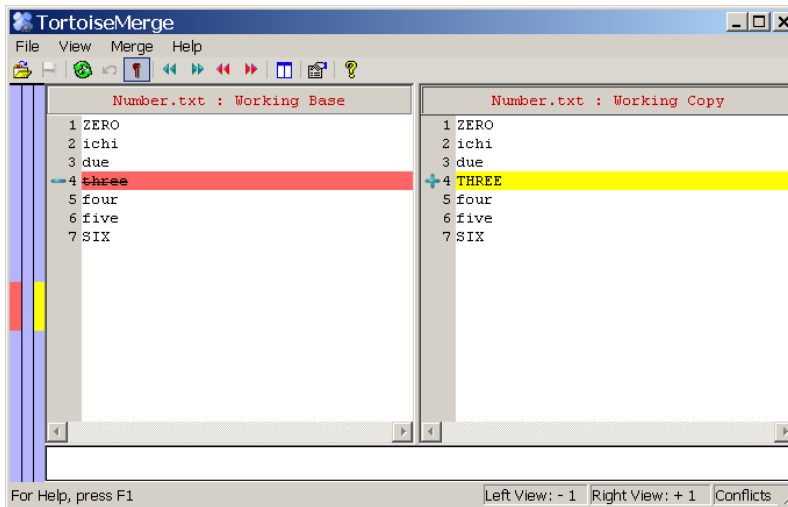 TortoiseMerge
File View Merge Help
Number.txt : Working Base
1 ZERO
2 ichi
3 due
4 three
5 four
6 five
7 SIX
Number.txt : Working Copy
1 ZERO
2 ichi
3 due
4 THREE
5 four
6 five
7 SIX
For Help, press F1
Left View: - 1 Right View: + 1 Conflicts